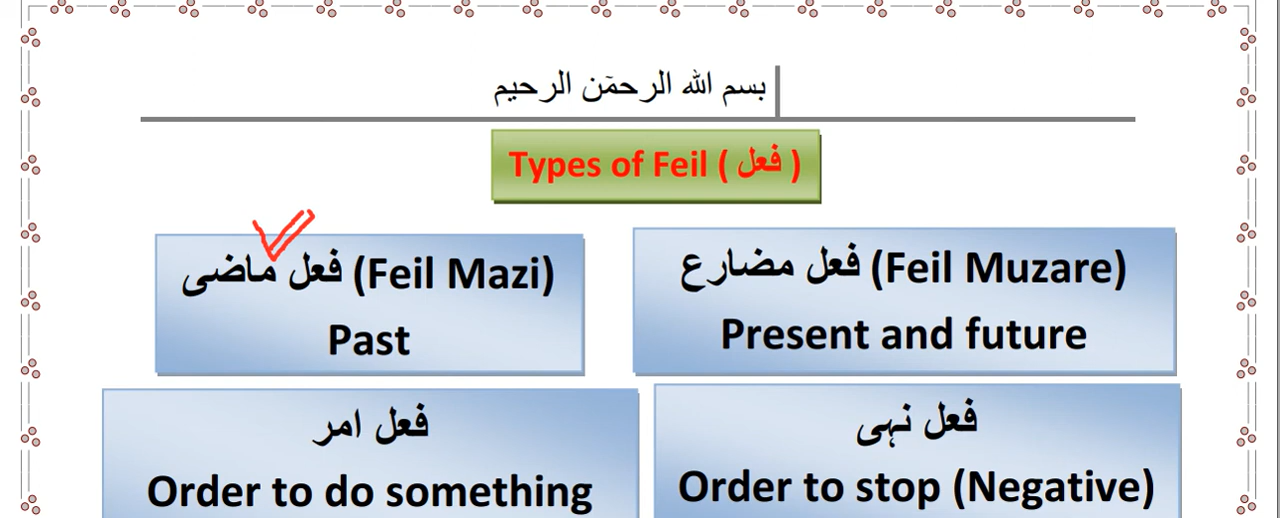 بسم الله الرحمٰن الرحيم
Types of Feil ( فعل )
فعل ماضی (Feil Mazi)
Past
فعل مضارع (Feil Muzare)
Present and future
فعل امر
Order to do something
فعل نہی
Order to stop (Negative)